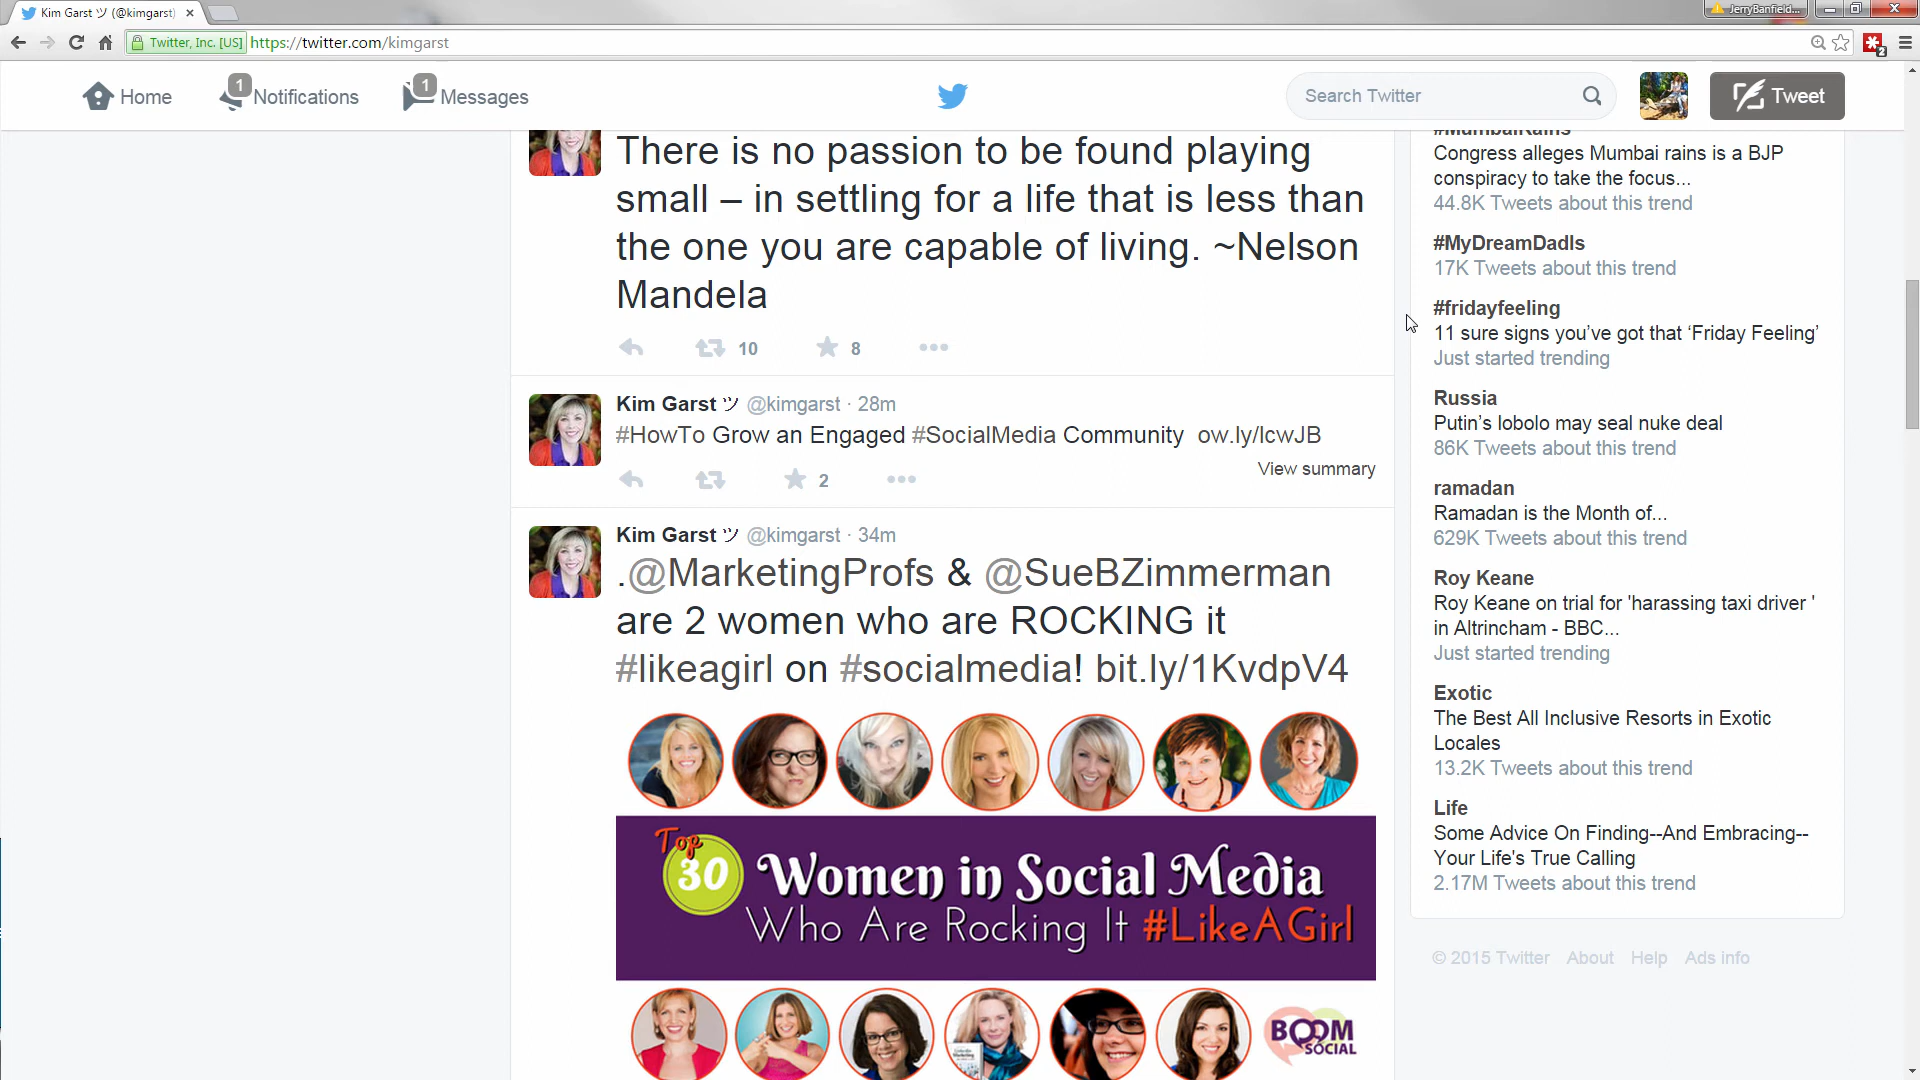 Kim Garst ツ (@kimgarst)
JerryBanfield...
Twitter, Inc. [US] https://twitter.com/kimgarst
2
Home
1
Notifications
1
Messages
Search Twitter
Tweet
There is no passion to be found playing
small – in settling for a life that is less than
the one you are capable of living. ~Nelson
Mandela
10 8
Kim Garst ツ @kimgarst · 28m
#HowTo Grow an Engaged #SocialMedia Community ow.ly/IcwJB
View summary
2
Kim Garst ツ @kimgarst · 34m
.@MarketingProfs & @SueBZimmerman
are 2 women who are ROCKING it
#likeagirl on #socialmedia! bit.ly/1KvdpV4
Top
30 Women in Social Media
Who Are Rocking It #LikeAGirl
BOOM
SOCIAL
#MumbaiRains
Congress alleges Mumbai rains is a BJP
conspiracy to take the focus...
44.8K Tweets about this trend
#MyDreamDadIs
17K Tweets about this trend
#fridayfeeling
11 sure signs you’ve got that ‘Friday Feeling’
Just started trending
Russia
Putin’s lobolo may seal nuke deal
86K Tweets about this trend
ramadan
Ramadan is the Month of...
629K Tweets about this trend
Roy Keane
Roy Keane on trial for 'harassing taxi driver '
in Altrincham - BBC...
Just started trending
Exotic
The Best All Inclusive Resorts in Exotic
Locales
13.2K Tweets about this trend
Life
Some Advice On Finding--And Embracing--
Your Life's True Calling
2.17M Tweets about this trend
© 2015 Twitter About Help Ads info